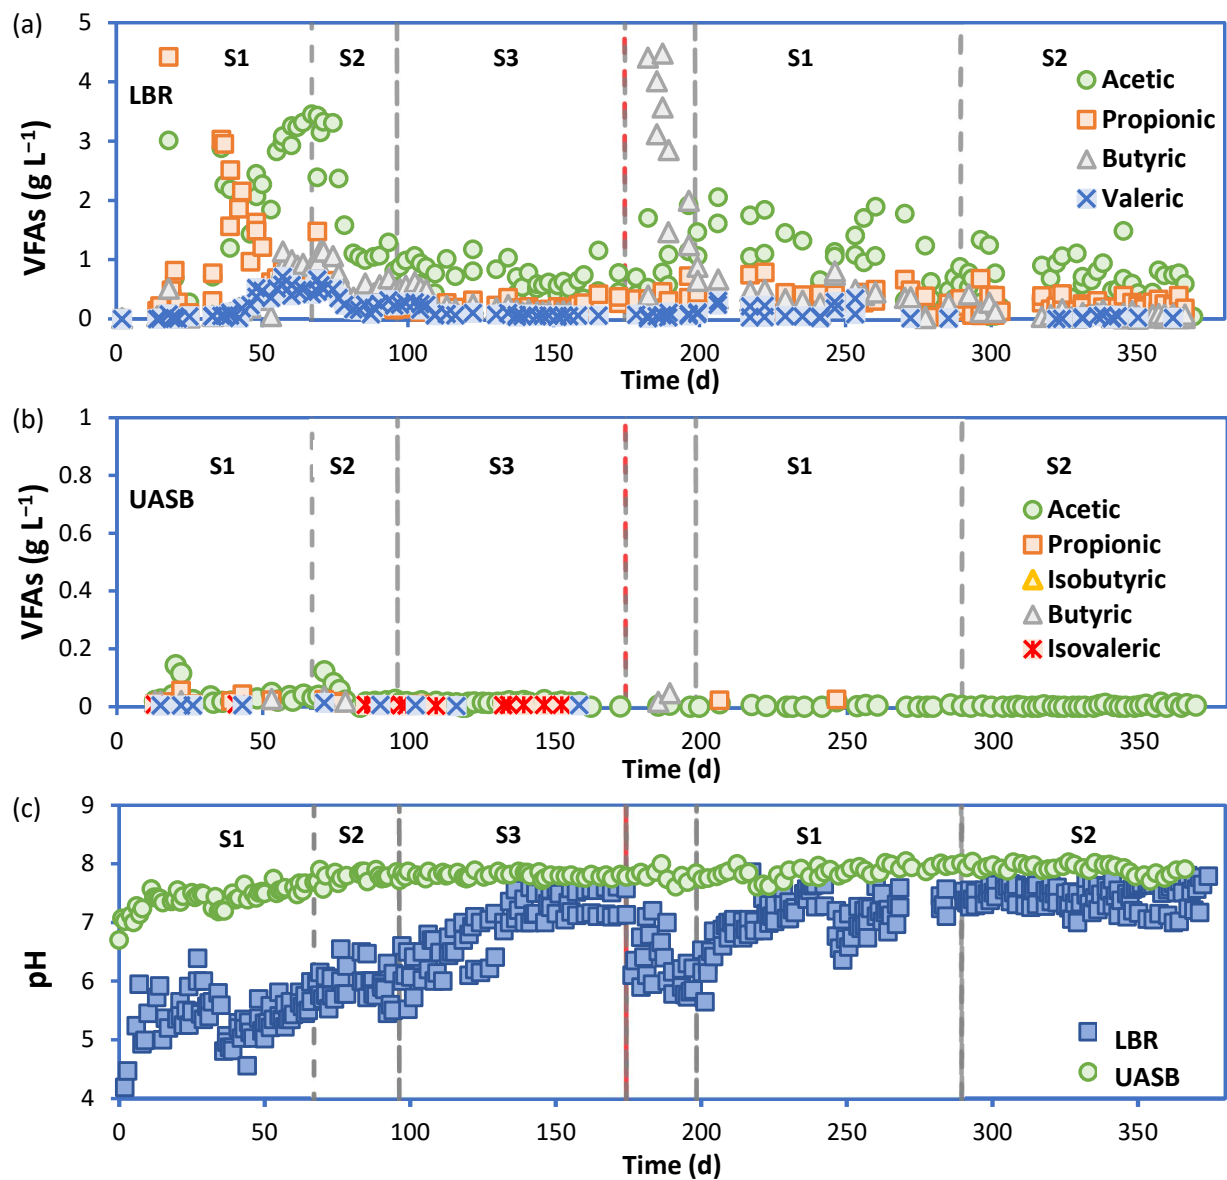 (a)
5
4
3
2
1
0
VFAs (g L⁻¹)
S1
S2
S3
S1
S2
LBR
Acetic
Propionic
Butyric
Valeric
0
50
100
150
200
250
300
350
Time (d)
(b)
1
0.8
0.6
0.4
0.2
0
VFAs (g L⁻¹)
S1
S2
S3
S1
S2
UASB
Acetic
Propionic
Isobutyric
Butyric
Isovaleric
0
50
100
150
200
250
300
350
Time (d)
(c)
9
8
7
6
5
4
pH
S1
S2
S3
S1
S2
LBR
UASB
0
50
100
150
200
250
300
350
Time (d)